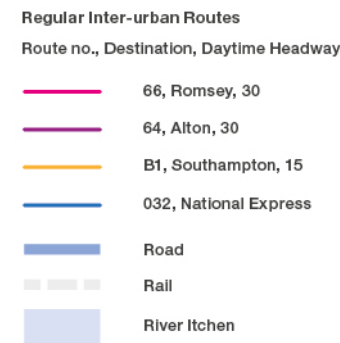 Regular Inter-urban Routes
Route no., Destination, Daytime Headway
66, Romsey, 30
64, Alton, 30
B1, Southampton, 15
032, National Express
Road
Rail
River Itchen